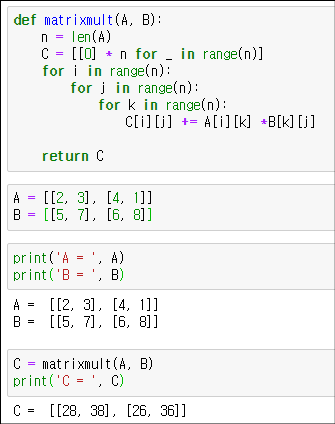 def matrixmult(A, B):
    n = len(A)
    C = [[0] * n for _ in range(n)]
    for i in range(n):
        for j in range(n):
            for k in range(n):
                C[i][j] += A[i][k] *B[k][j]
    return C
A = [[2, 3], [4, 1]]
B = [[5, 7], [6, 8]]
print('A = ', A)
print('B = ', B)
A =  [[2, 3], [4, 1]]
B =  [[5, 7], [6, 8]]
C = matrixmult(A, B)
print('C = ', C)
C =  [[28, 38], [26, 36]]